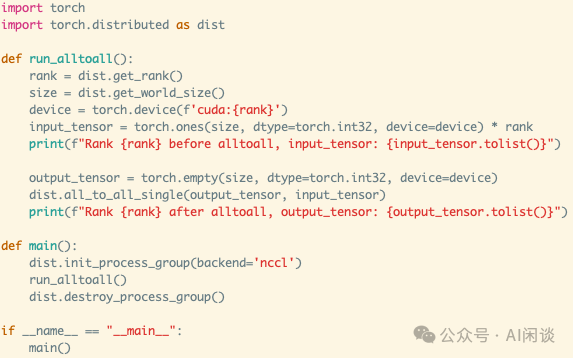 import torch
import torch.distributed as dist

def run_alltoall():
    rank = dist.get_rank()
    size = dist.get_world_size()
    device = torch.device(f'cuda:{rank}')
    input_tensor = torch.ones(size, dtype=torch.int32, device=device) * rank
    print(f"Rank {rank} before alltoall, input_tensor: {input_tensor.tolist()}")

    output_tensor = torch.empty(size, dtype=torch.int32, device=device)
    dist.all_to_all_single(output_tensor, input_tensor)
    print(f"Rank {rank} after alltoall, output_tensor: {output_tensor.tolist()}")

def main():
    dist.init_process_group(backend='nccl')
    run_alltoall()
    dist.destroy_process_group()

if __name__ == "__main__":
    main()
公众号 · AI闲谈